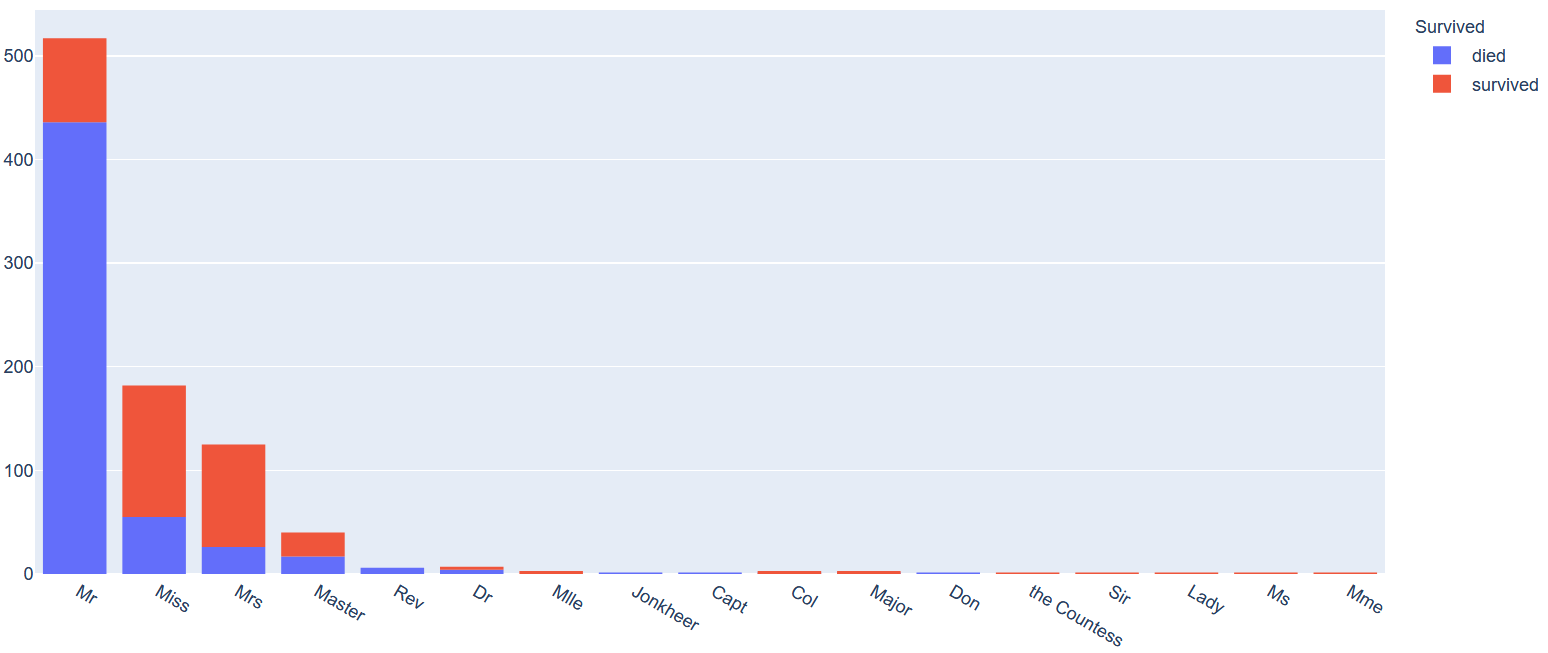 Survived
died
survived
500
400
300
200
100
0
Mr
Miss
Mrs
Master
Rev
Dr
Mlle
Jonkheer
Capt
Col
Major
Don
the Countess
Sir
Lady
Ms
Mme